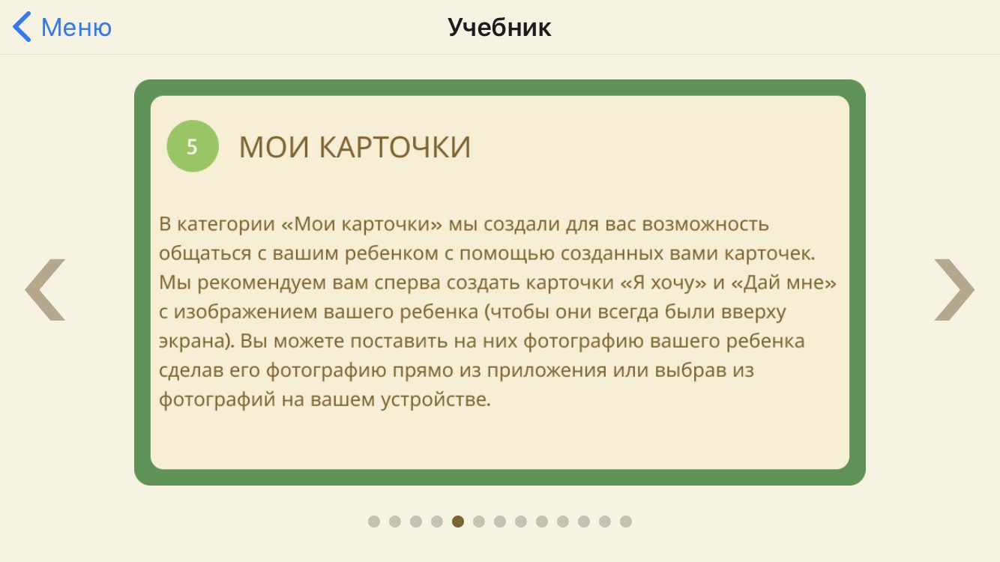 Меню
Учебник
5
МОИ КАРТОЧКИ
В категории «Мои карточки» мы создали для вас возможность
общаться с вашим ребенком с помощью созданных вами карточек.
Мы рекомендуем вам сперва создать карточки «Я хочу» и «Дай мне»
с изображением вашего ребенка (чтобы они всегда были вверху
экрана). Вы можете поставить на них фотографию вашего ребенка
сделав его фотографию прямо из приложения или выбрав из
фотографий на вашем устройстве.